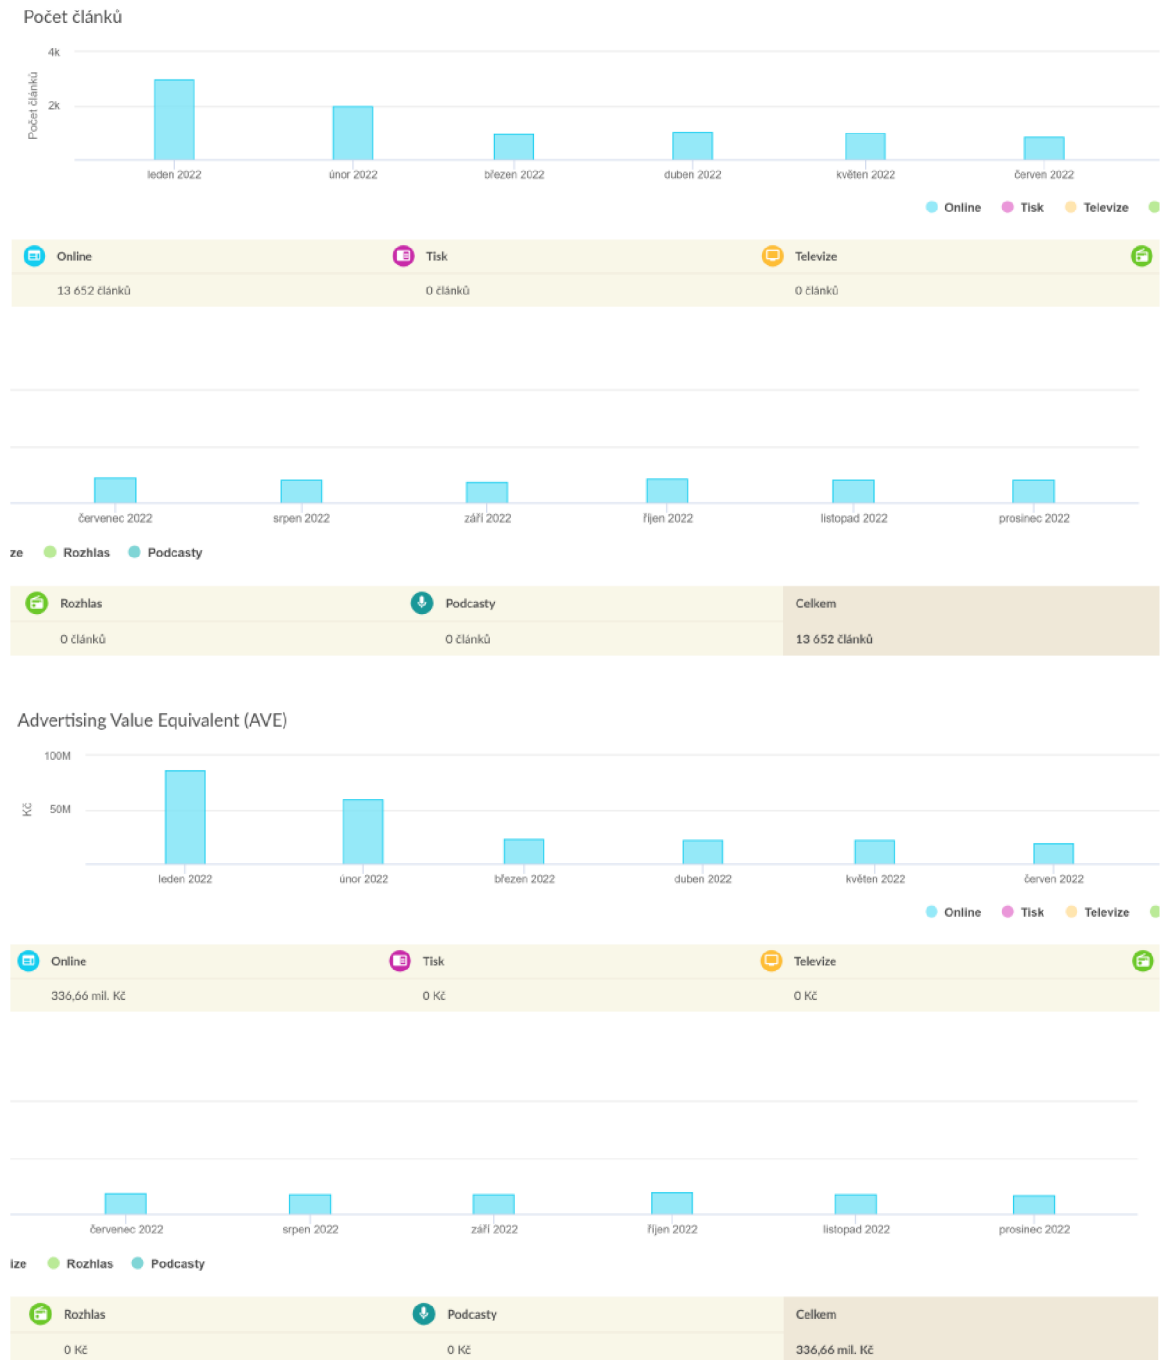 Počet článků
4k
Počet článků
2k
leden 2022 únor 2022 březen 2022 duben 2022 květen 2022 červen 2022
Online Tisk Televize
Online Tisk Televize
13 652 článků 0 článků 0 článků
červenec 2022 srpen 2022 září 2022 říjen 2022 listopad 2022 prosinec 2022
ze Rozhlas Podcasty
Rozhlas Podcasty Celkem
0 článků 0 článků 13 652 článků
Advertising Value Equivalent (AVE)
100M
Kč
50M
leden 2022 únor 2022 březen 2022 duben 2022 květen 2022 červen 2022
Online Tisk Televize
Online Tisk Televize
336,66 mil. Kč 0 Kč 0 Kč
červenec 2022 srpen 2022 září 2022 říjen 2022 listopad 2022 prosinec 2022
ize Rozhlas Podcasty
Rozhlas Podcasty Celkem
0 Kč 0 Kč 336,66 mil. Kč